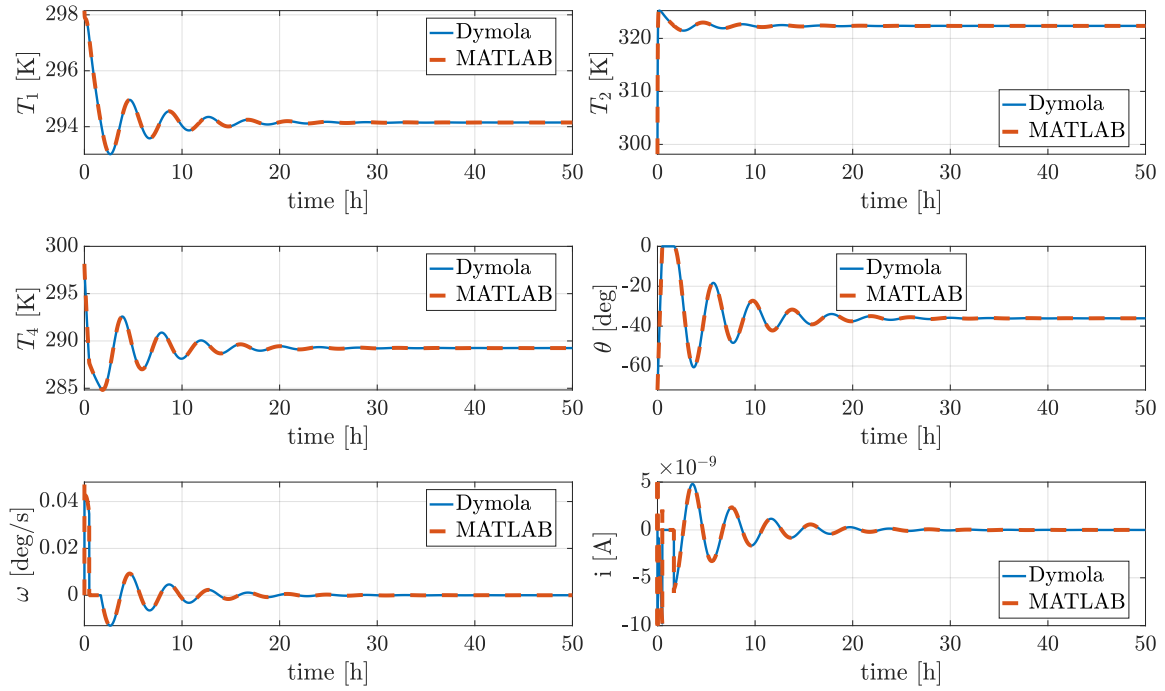 298
296
294
T₁ [K]
0 10 20 30 40 50
time [h]
Dymola
MATLAB
320
310
300
T₂ [K]
0 10 20 30 40 50
time [h]
Dymola
MATLAB
300
295
290
285
T₄ [K]
0 10 20 30 40 50
time [h]
Dymola
MATLAB
0
-20
-40
-60
θ [deg]
0 10 20 30 40 50
time [h]
Dymola
MATLAB
0.04
0.02
0
ω [deg/s]
0 10 20 30 40 50
time [h]
Dymola
MATLAB
×10⁻⁹
5
0
-5
-10
i [A]
0 10 20 30 40 50
time [h]
Dymola
MATLAB